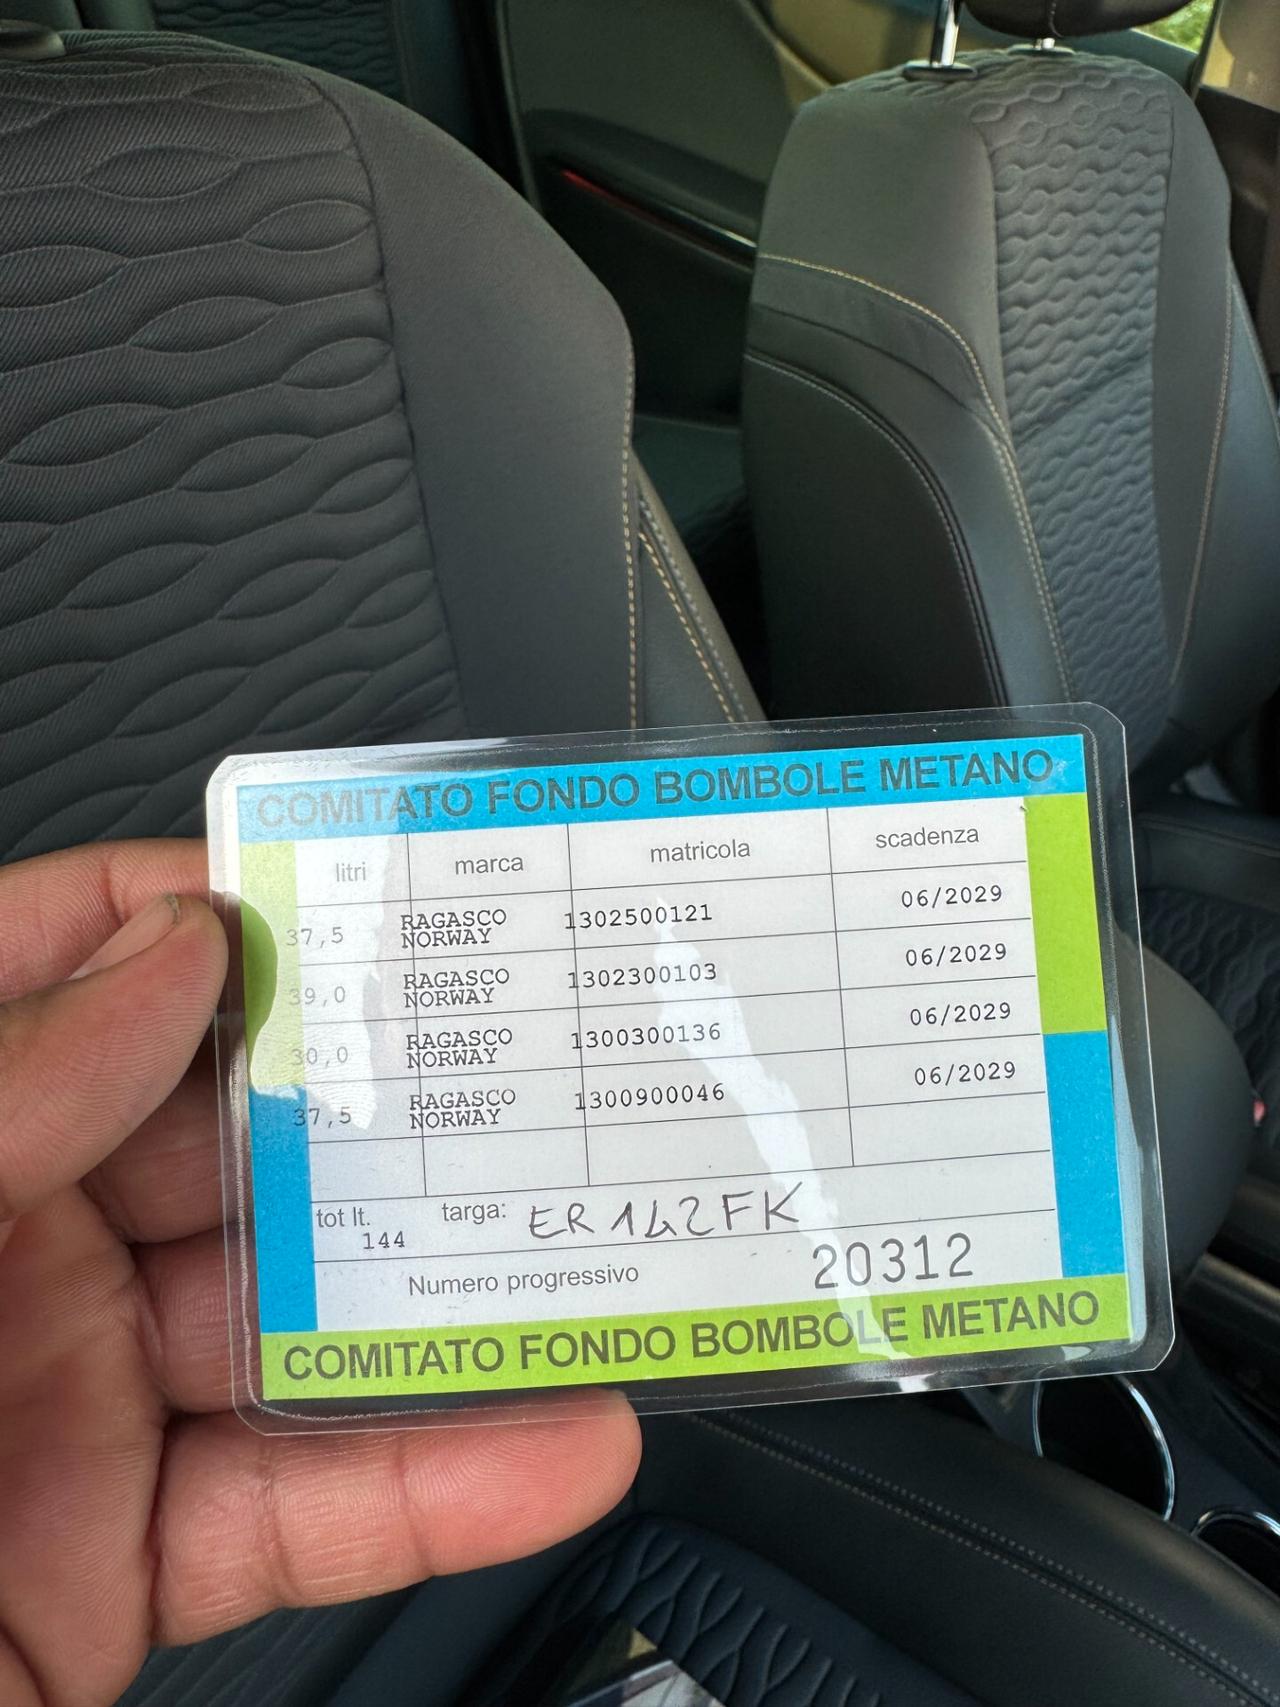 COMITATO FONDO BOMBOLE METANO
litri marca matricola scadenza
37,5 RAGASCO NORWAY 1302500121 06/2029
39,0 RAGASCO NORWAY 1302300103 06/2029
30,0 RAGASCO NORWAY 1300300136 06/2029
37,5 RAGASCO NORWAY 1300900046 06/2029
tot lt. 144 targa: ER 142FK
Numero progressivo 20312
COMITATO FONDO BOMBOLE METANO